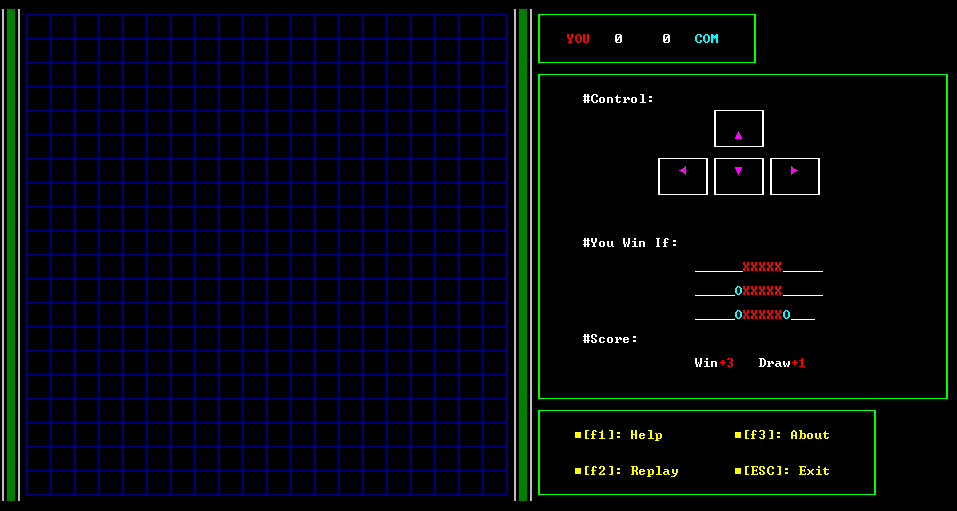 YOU 0 0 COM
#Control:
▲
◄ ▼ ►
#You Win If:
______XXXXX_____
_____OXXXXX_____
_____OXXXXXO___
#Score:
Win+3 Draw+1
■[f1]: Help ■[f3]: About
■[f2]: Replay ■[ESC]: Exit